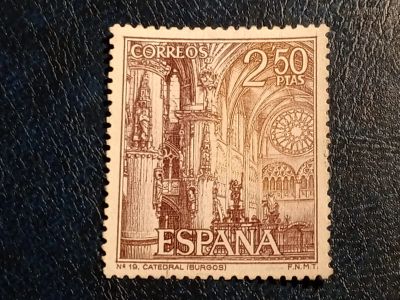 CORREOS
2,50
PTAS
ESPAÑA
Nº 19, CATEDRAL (BURGOS) F.N.M.T.